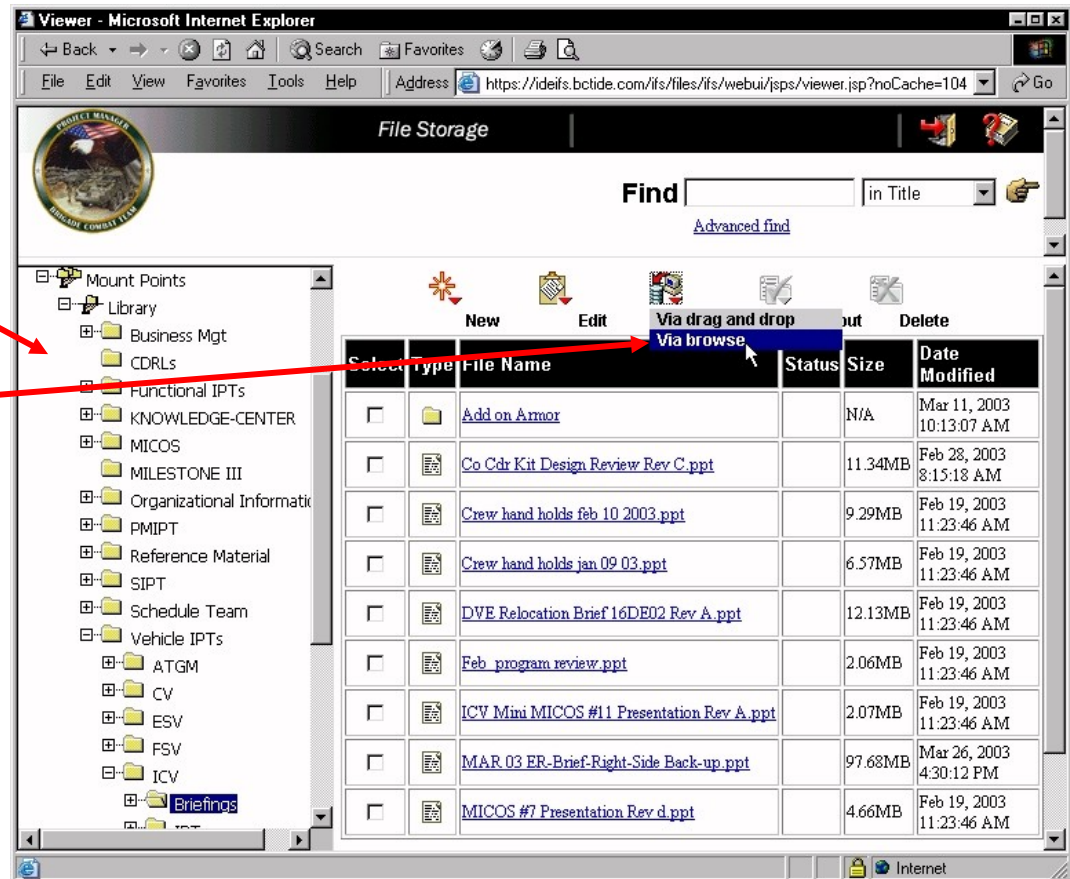 Viewer - Microsoft Internet Explorer
Back Search Favorites
File Edit View Favorites Tools Help Address https://ideifs.bctide.com/ifs/files/ifs/webui/jsps/viewer.jsp?noCache=104 Go
PROJECT MANAGER
BRIGADE COMBAT TEAM
File Storage
Find in Title
Advanced find
Mount Points
Library
Business Mgt
CDRLs
Functional IPTs
KNOWLEDGE-CENTER
MICOS
MILESTONE III
Organizational Informatio
PMIPT
Reference Material
SIPT
Schedule Team
Vehicle IPTs
ATGM
CV
ESV
FSV
ICV
Briefings
IPT
New Edit out Delete
Via drag and drop
Via browse
Select Type File Name Status Size Date Modified
Add on Armor N/A Mar 11, 2003
10:13:07 AM
Co Cdr Kit Design Review Rev C.ppt 11.34MB Feb 28, 2003
8:15:18 AM
Crew hand holds feb 10 2003.ppt 9.29MB Feb 19, 2003
11:23:46 AM
Crew hand holds jan 09 03.ppt 6.57MB Feb 19, 2003
11:23:46 AM
DVE Relocation Brief 16DE02 Rev A.ppt 12.13MB Feb 19, 2003
11:23:46 AM
Feb program review.ppt 2.06MB Feb 19, 2003
11:23:46 AM
ICV Mini MICOS #11 Presentation Rev A.ppt 2.07MB Feb 19, 2003
11:23:46 AM
MAR 03 ER-Brief-Right-Side Back-up.ppt 97.68MB Mar 26, 2003
4:30:12 PM
MICOS #7 Presentation Rev d.ppt 4.66MB Feb 19, 2003
11:23:46 AM
Internet